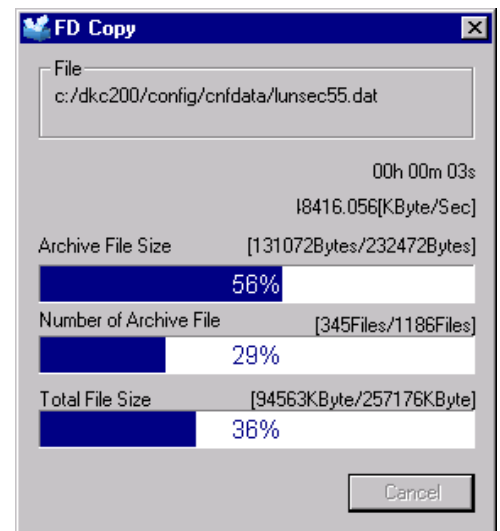 FD Copy
File
c:/dkc200/config/cnfdata/lunsec55.dat
00h 00m 03s
48416.056[KByte/Sec]
Archive File Size [131072Bytes/232472Bytes]
56%
Number of Archive File [345Files/1186Files]
29%
Total File Size [94563KByte/257176KByte]
36%
Cancel